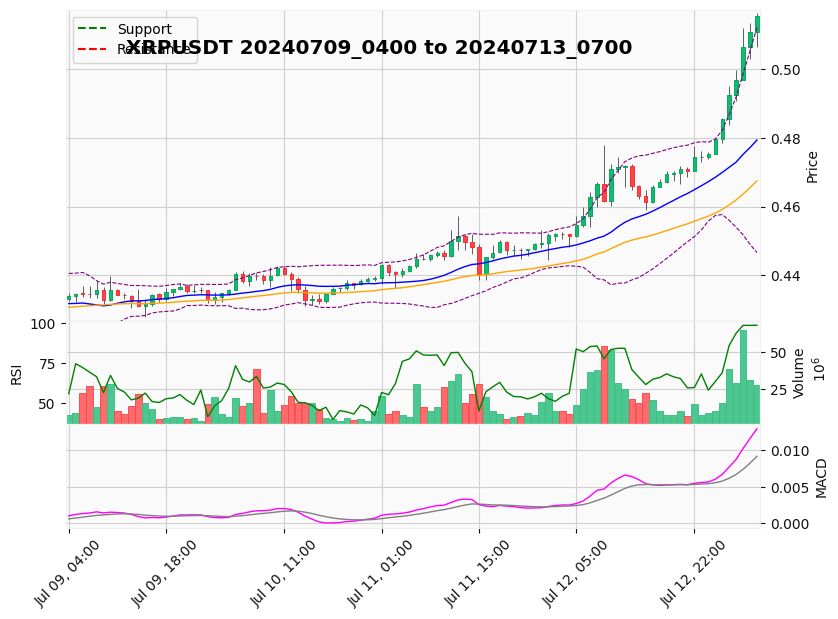 Support
Resistance
XRPUSDT 20240709_0400 to 20240713_0700
0.50
0.48
0.46
0.44
Price
100
75
50
RSI
50
25
Volume
10^6
0.010
0.005
0.000
MACD
Jul 09, 04:00
Jul 09, 18:00
Jul 10, 11:00
Jul 11, 01:00
Jul 11, 15:00
Jul 12, 05:00
Jul 12, 22:00